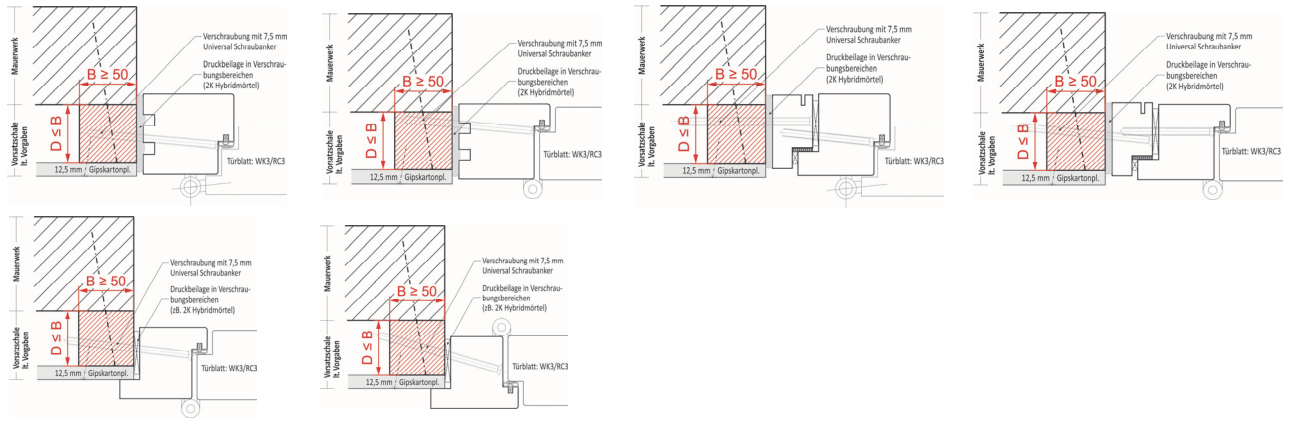 Mauerwerk
Vorsatzschale
lt. Vorgaben
B ≥ 50
D ≤ B
Verschraubung mit 7,5 mm
Universal Schraubanker
Druckbeilage in Verschrau-
bungsbereichen
(2K Hybridmörtel)
Türblatt: WK3/RC3
12,5 mm Gipskartonpl.
Mauerwerk
Vorsatzschale
lt. Vorgaben
B ≥ 50
D ≤ B
Verschraubung mit 7,5 mm
Universal Schraubanker
Druckbeilage in Verschrau-
bungsbereichen
(2K Hybridmörtel)
Türblatt: WK3/RC3
12,5 mm Gipskartonpl.
Mauerwerk
Vorsatzschale
lt. Vorgaben
B ≥ 50
D ≤ B
Verschraubung mit 7,5 mm
Universal Schraubanker
Druckbeilage in Verschrau-
bungsbereichen
(2K Hybridmörtel)
Türblatt: WK3/RC3
12,5 mm Gipskartonpl.
Mauerwerk
Vorsatzschale
lt. Vorgaben
B ≥ 50
D ≤ B
Verschraubung mit 7,5 mm
Universal Schraubanker
Druckbeilage in Verschrau-
bungsbereichen
(2K Hybridmörtel)
Türblatt: WK3/RC3
12,5 mm Gipskartonpl.
Mauerwerk
Vorsatzschale
lt. Vorgaben
B ≥ 50
D ≤ B
Verschraubung mit 7,5 mm
Universal Schraubanker
Druckbeilage in Verschrau-
bungsbereichen
(zB. 2K Hybridmörtel)
Türblatt: WK3/RC3
12,5 mm Gipskartonpl.
Mauerwerk
Vorsatzschale
lt. Vorgaben
B ≥ 50
D ≤ B
Verschraubung mit 7,5 mm
Universal Schraubanker
Druckbeilage in Verschrau-
bungsbereichen
(zB. 2K Hybridmörtel)
Türblatt: WK3/RC3
12,5 mm Gipskartonpl.